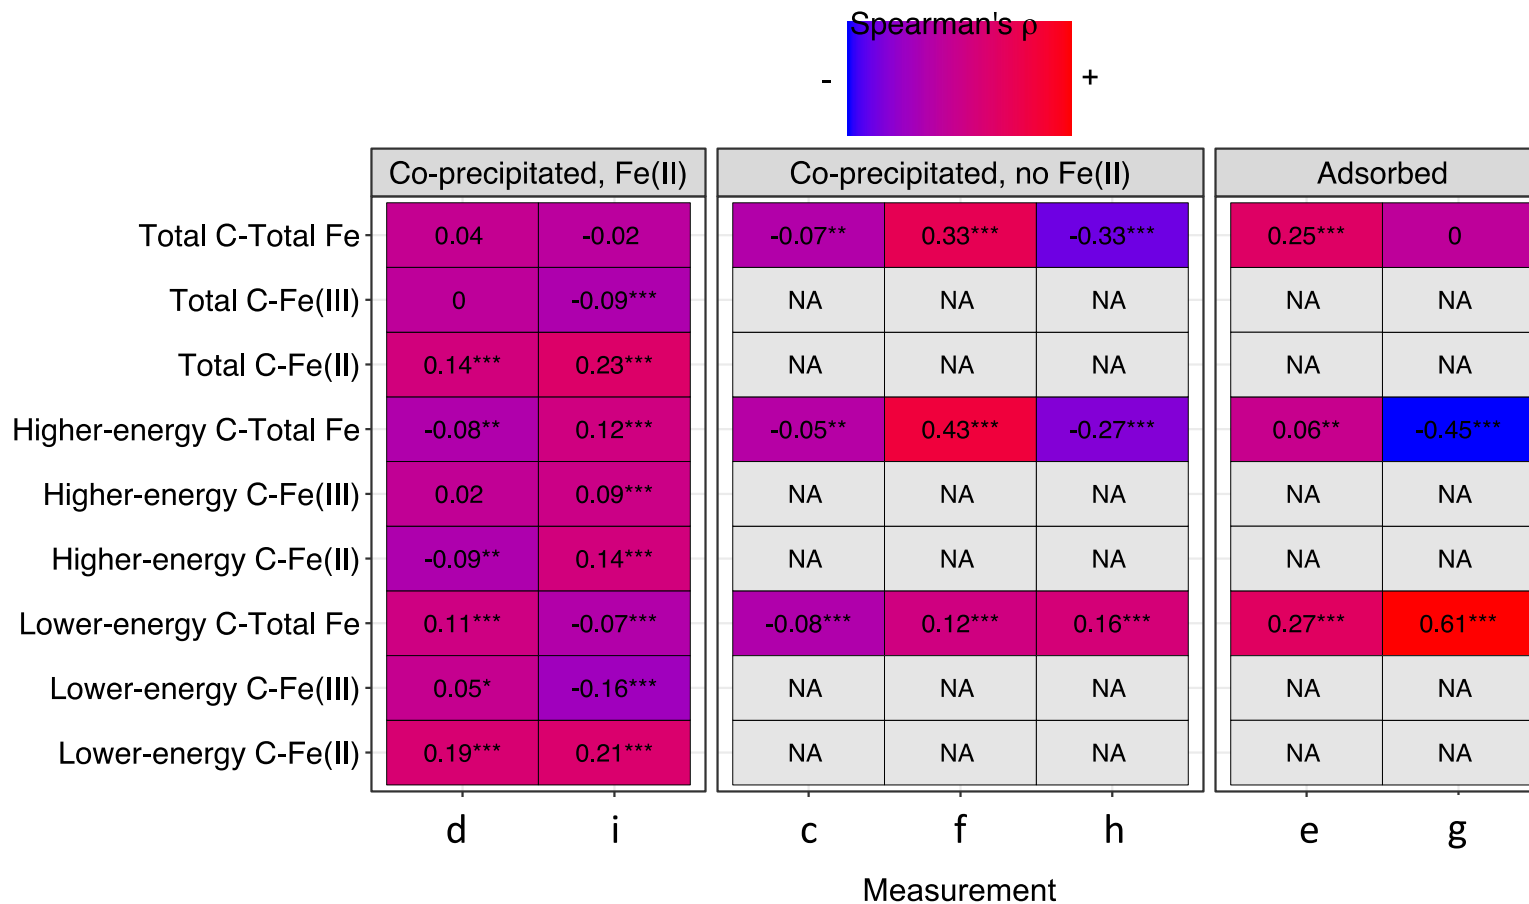 Spearman's ρ
- +
Co-precipitated, Fe(II) Co-precipitated, no Fe(II) Adsorbed
Total C-Total Fe 0.04 -0.02 -0.07** 0.33*** -0.33*** 0.25*** 0
Total C-Fe(III) 0 -0.09*** NA NA NA NA NA
Total C-Fe(II) 0.14*** 0.23*** NA NA NA NA NA
Higher-energy C-Total Fe -0.08** 0.12*** -0.05** 0.43*** -0.27*** 0.06** -0.45***
Higher-energy C-Fe(III) 0.02 0.09*** NA NA NA NA NA
Higher-energy C-Fe(II) -0.09** 0.14*** NA NA NA NA NA
Lower-energy C-Total Fe 0.11*** -0.07*** -0.08*** 0.12*** 0.16*** 0.27*** 0.61***
Lower-energy C-Fe(III) 0.05* -0.16*** NA NA NA NA NA
Lower-energy C-Fe(II) 0.19*** 0.21*** NA NA NA NA NA
d i c f h e g
Measurement